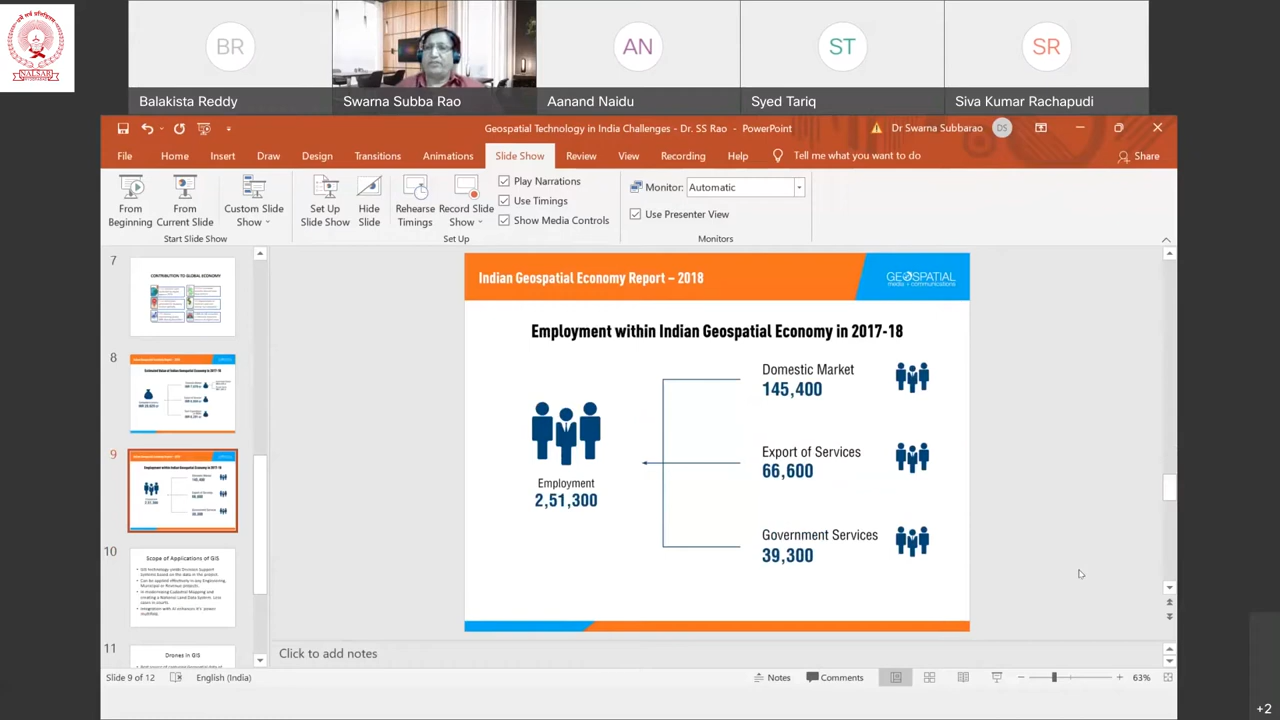 NALSAR
BR
AN
ST
SR
Balakista Reddy
Swarna Subba Rao
Aanand Naidu
Syed Tariq
Siva Kumar Rachapudi
Geospatial Technology in India Challenges - Dr. SS Rao - PowerPoint
Dr Swarna Subbarao
DS
File
Home
Insert
Draw
Design
Transitions
Animations
Slide Show
Review
View
Recording
Help
Tell me what you want to do
Share
From Beginning
From Current Slide
Custom Slide Show
Set Up Slide Show
Hide Slide
Rehearse Timings
Record Slide Show
Play Narrations
Use Timings
Show Media Controls
Monitor: Automatic
Use Presenter View
Start Slide Show
Set Up
Monitors
7
CONTRIBUTION TO GLOBAL ECONOMY
8
9
10
Scope of Applications of GIS
11
Drones in GIS
Indian Geospatial Economy Report – 2018
GEOSPATIAL
media + communications
Employment within Indian Geospatial Economy in 2017-18
Employment
2,51,300
Domestic Market
145,400
Export of Services
66,600
Government Services
39,300
Click to add notes
Slide 9 of 12
English (India)
Notes
Comments
63%
+2